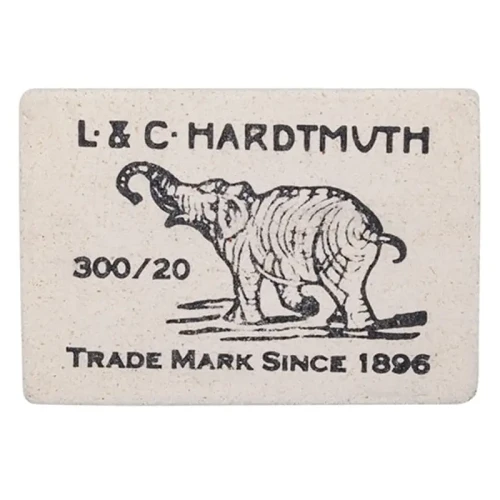 L·&C·HARDTMUTH
300/20
TRADE MARK SINCE 1896